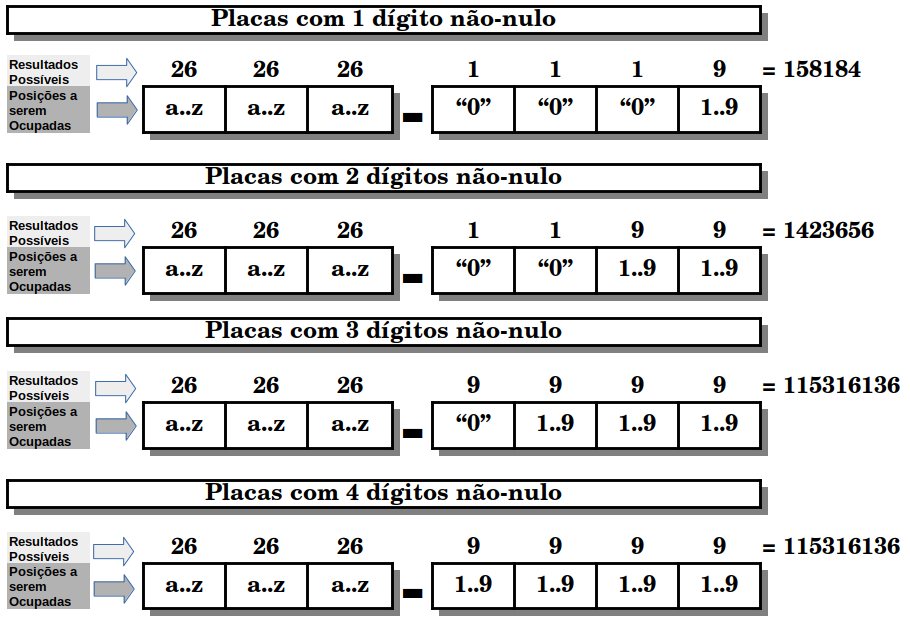 Placas com 1 dígito não-nulo
Resultados Possíveis
26 26 26 1 1 1 9 = 158184
Posições a serem Ocupadas
a..z a..z a..z - “0” “0” “0” 1..9
Placas com 2 dígitos não-nulo
Resultados Possíveis
26 26 26 1 1 9 9 = 1423656
Posições a serem Ocupadas
a..z a..z a..z - “0” “0” 1..9 1..9
Placas com 3 dígitos não-nulo
Resultados Possíveis
26 26 26 9 9 9 9 = 115316136
Posições a serem Ocupadas
a..z a..z a..z - “0” 1..9 1..9 1..9
Placas com 4 dígitos não-nulo
Resultados Possíveis
26 26 26 9 9 9 9 = 115316136
Posições a serem Ocupadas
a..z a..z a..z - 1..9 1..9 1..9 1..9